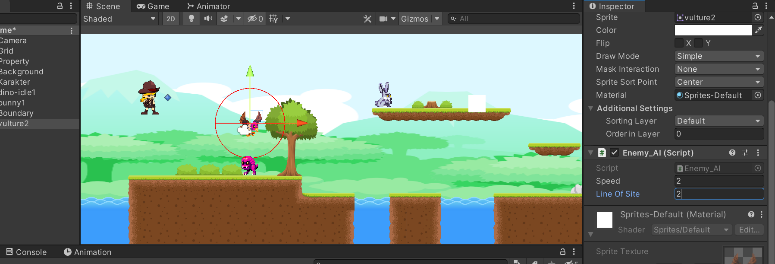 Scene Game Animator
Inspector
Shaded 2D 0 Gizmos All
me*
Camera
Grid
Property
Background
Karakter
dino-idle1
bunny1
Boundary
vulture2
Sprite vulture2
Color
Flip X Y
Draw Mode Simple
Mask Interaction None
Sprite Sort Point Center
Material Sprites-Default
Additional Settings
Sorting Layer Default
Order in Layer 0
Enemy_AI (Script)
Script Enemy_AI
Speed 2
Line Of Site 2
Sprites-Default (Material)
Shader Sprites/Default Edit...
Sprite Texture
Console Animation